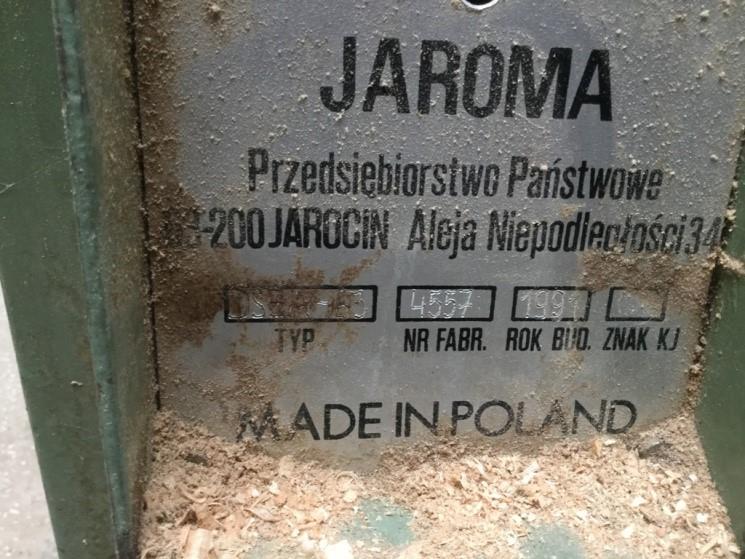 JAROMA
Przedsiębiorstwo Państwowe
63-200 JAROCIN Aleja Niepodległości 34
4557 1991
TYP NR FABR. ROK BUD. ZNAK KJ
MADE IN POLAND